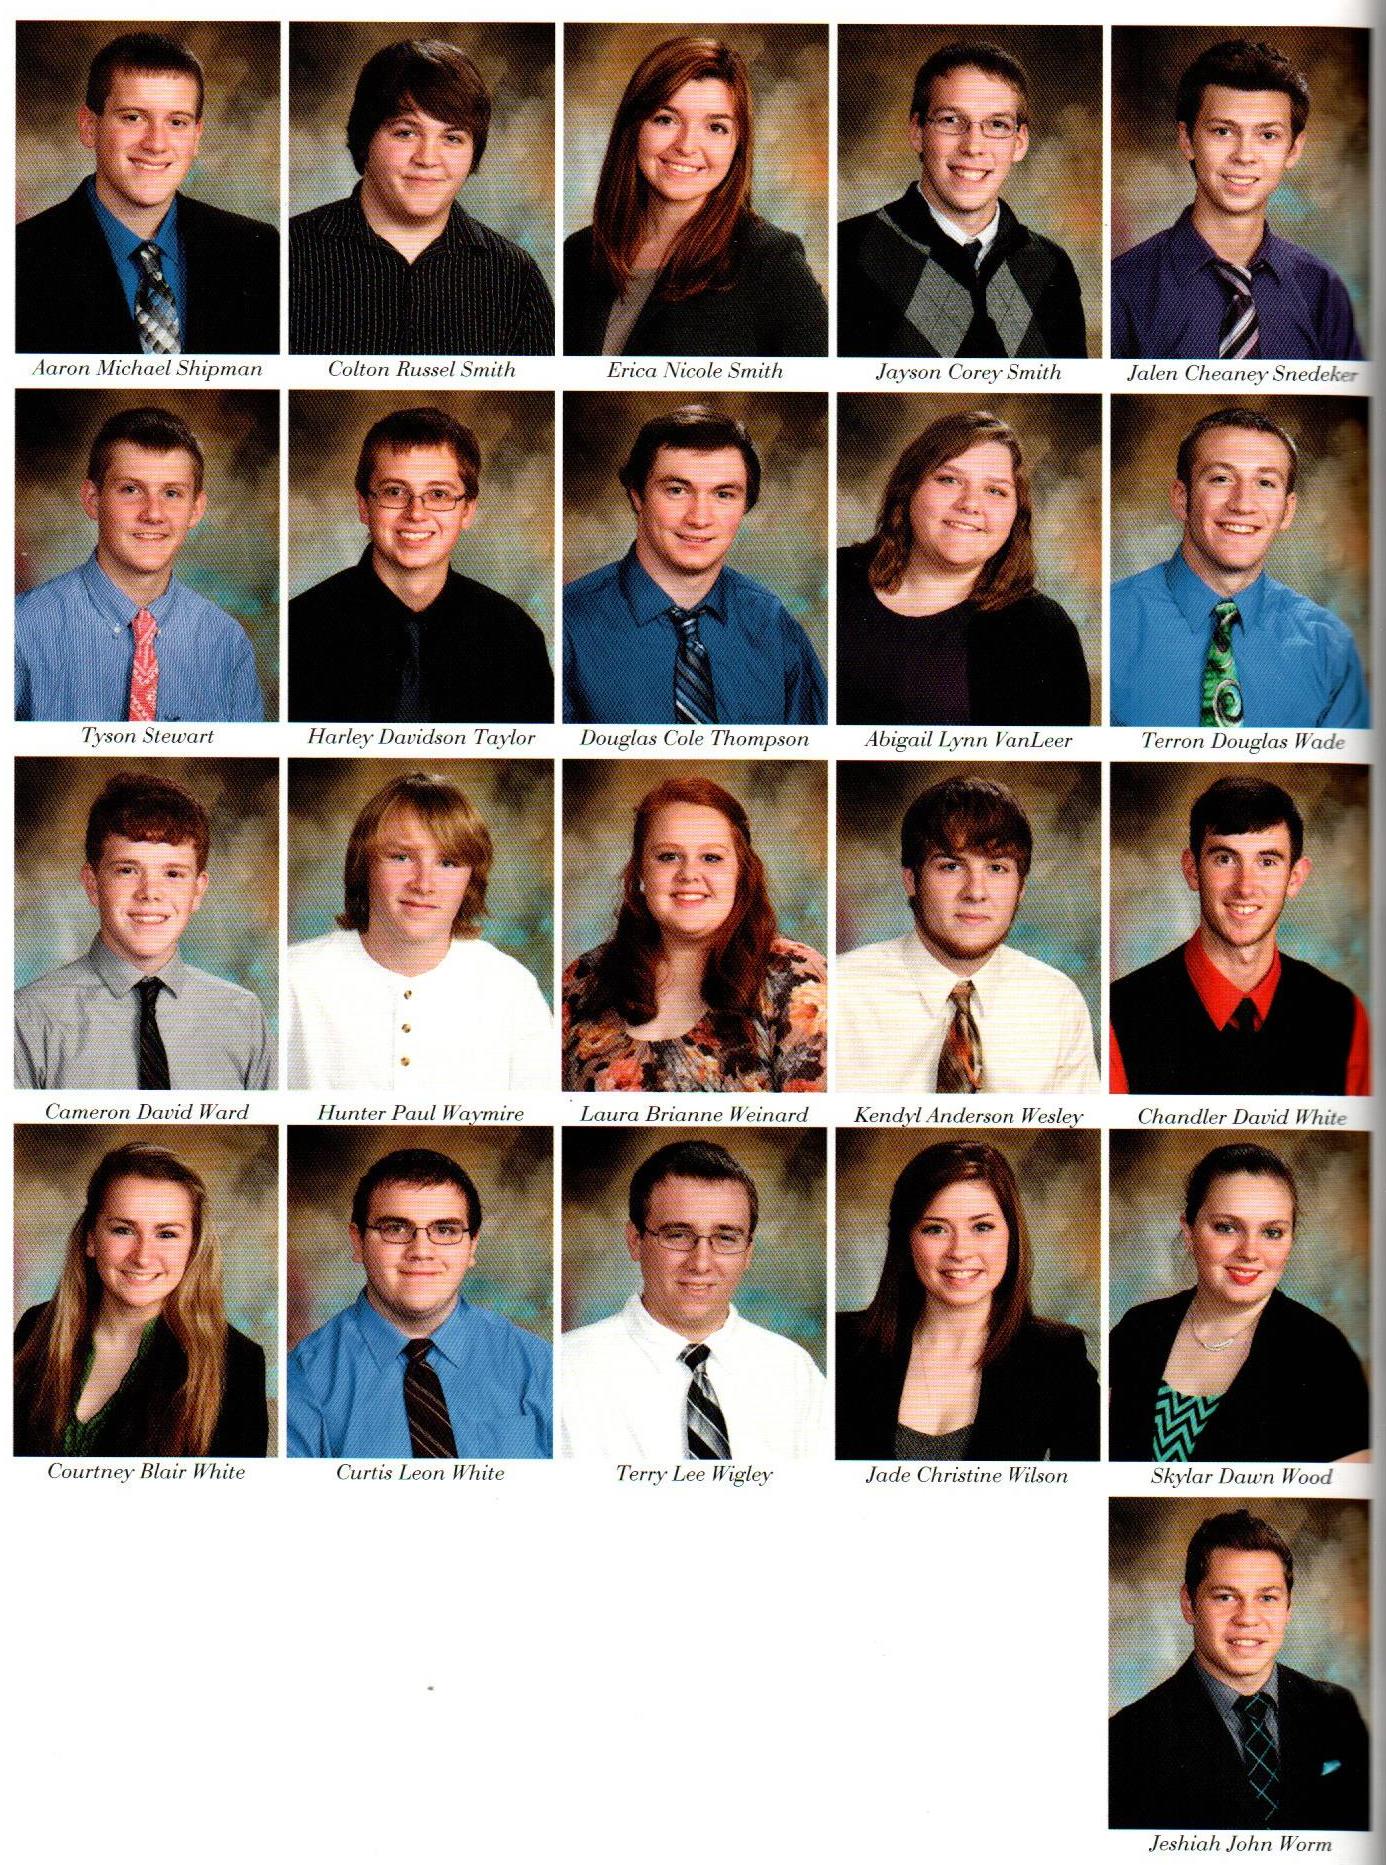 Aaron Michael Shipman
Colton Russel Smith
Erica Nicole Smith
Jayson Corey Smith
Jalen Cheaney Snedeker
Tyson Stewart
Harley Davidson Taylor
Douglas Cole Thompson
Abigail Lynn VanLeer
Terron Douglas Wade
Cameron David Ward
Hunter Paul Waymire
Laura Brianne Weinard
Kendyl Anderson Wesley
Chandler David White
Courtney Blair White
Curtis Leon White
Terry Lee Wigley
Jade Christine Wilson
Skylar Dawn Wood
Jeshiah John Worm